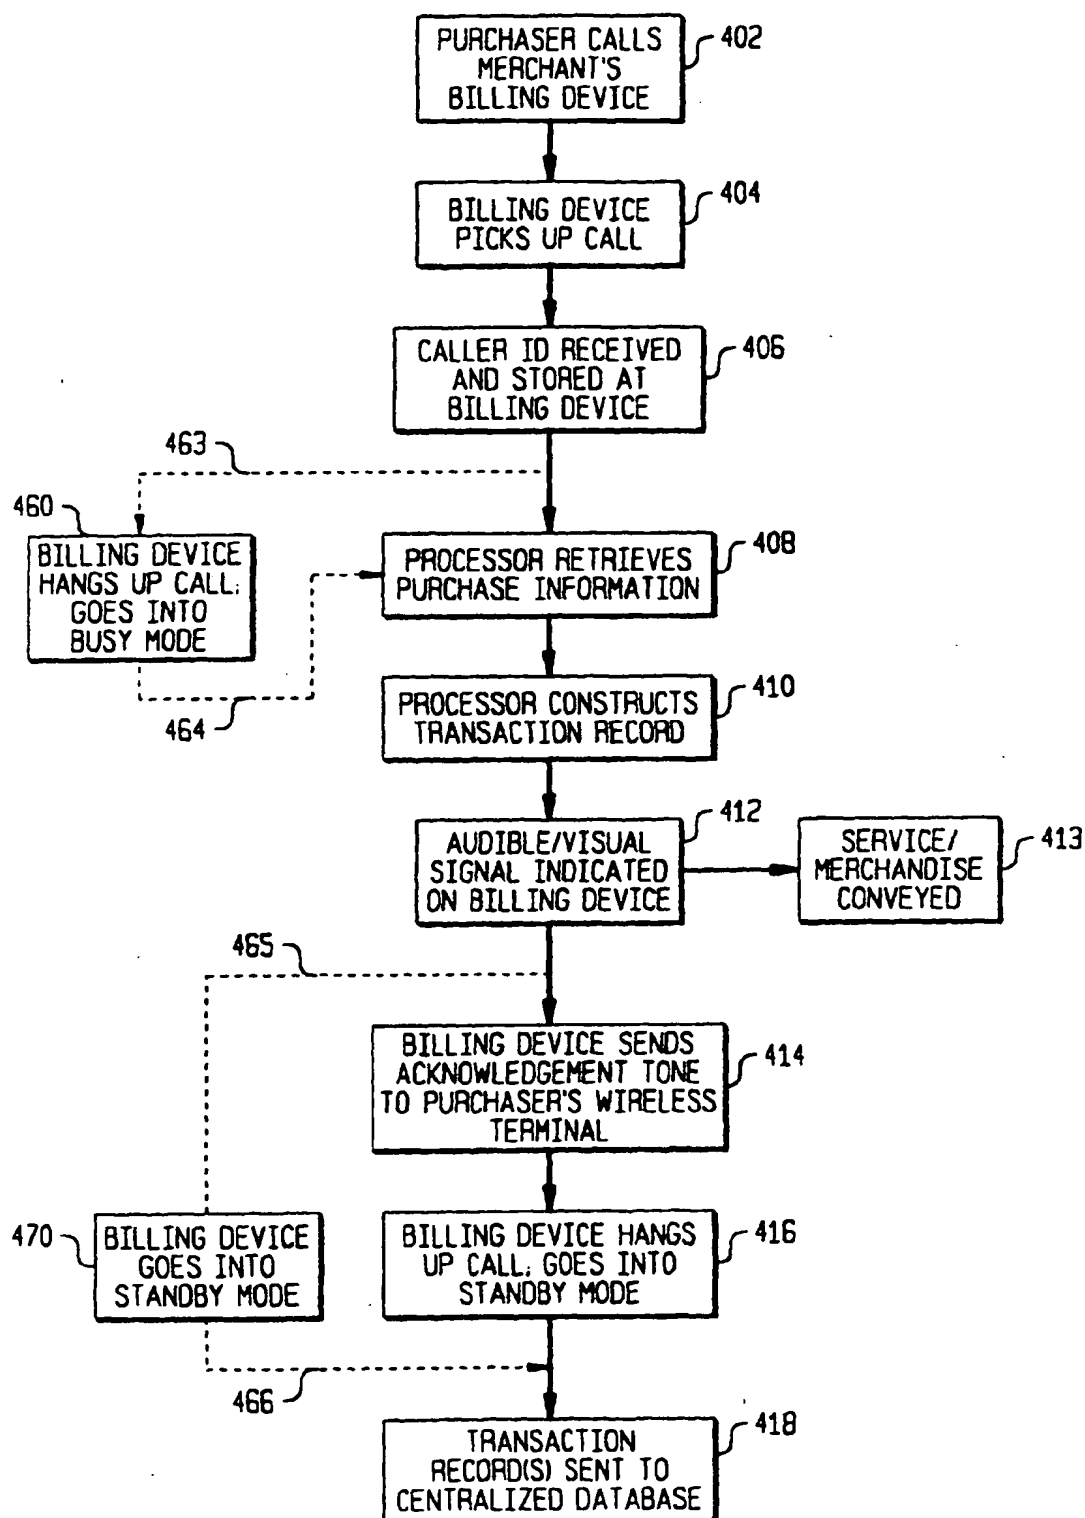 PURCHASER CALLS
MERCHANT'S
BILLING DEVICE
402
BILLING DEVICE
PICKS UP CALL
404
CALLER ID RECEIVED
AND STORED AT
BILLING DEVICE
406
463
460
BILLING DEVICE
HANGS UP CALL;
GOES INTO
BUSY MODE
464
PROCESSOR RETRIEVES
PURCHASE INFORMATION
408
PROCESSOR CONSTRUCTS
TRANSACTION RECORD
410
AUDIBLE/VISUAL
SIGNAL INDICATED
ON BILLING DEVICE
412
SERVICE/
MERCHANDISE
CONVEYED
413
465
BILLING DEVICE SENDS
ACKNOWLEDGEMENT TONE
TO PURCHASER'S WIRELESS
TERMINAL
414
470
BILLING DEVICE
GOES INTO
STANDBY MODE
BILLING DEVICE HANGS
UP CALL; GOES INTO
STANDBY MODE
416
466
TRANSACTION
RECORD(S) SENT TO
CENTRALIZED DATABASE
418